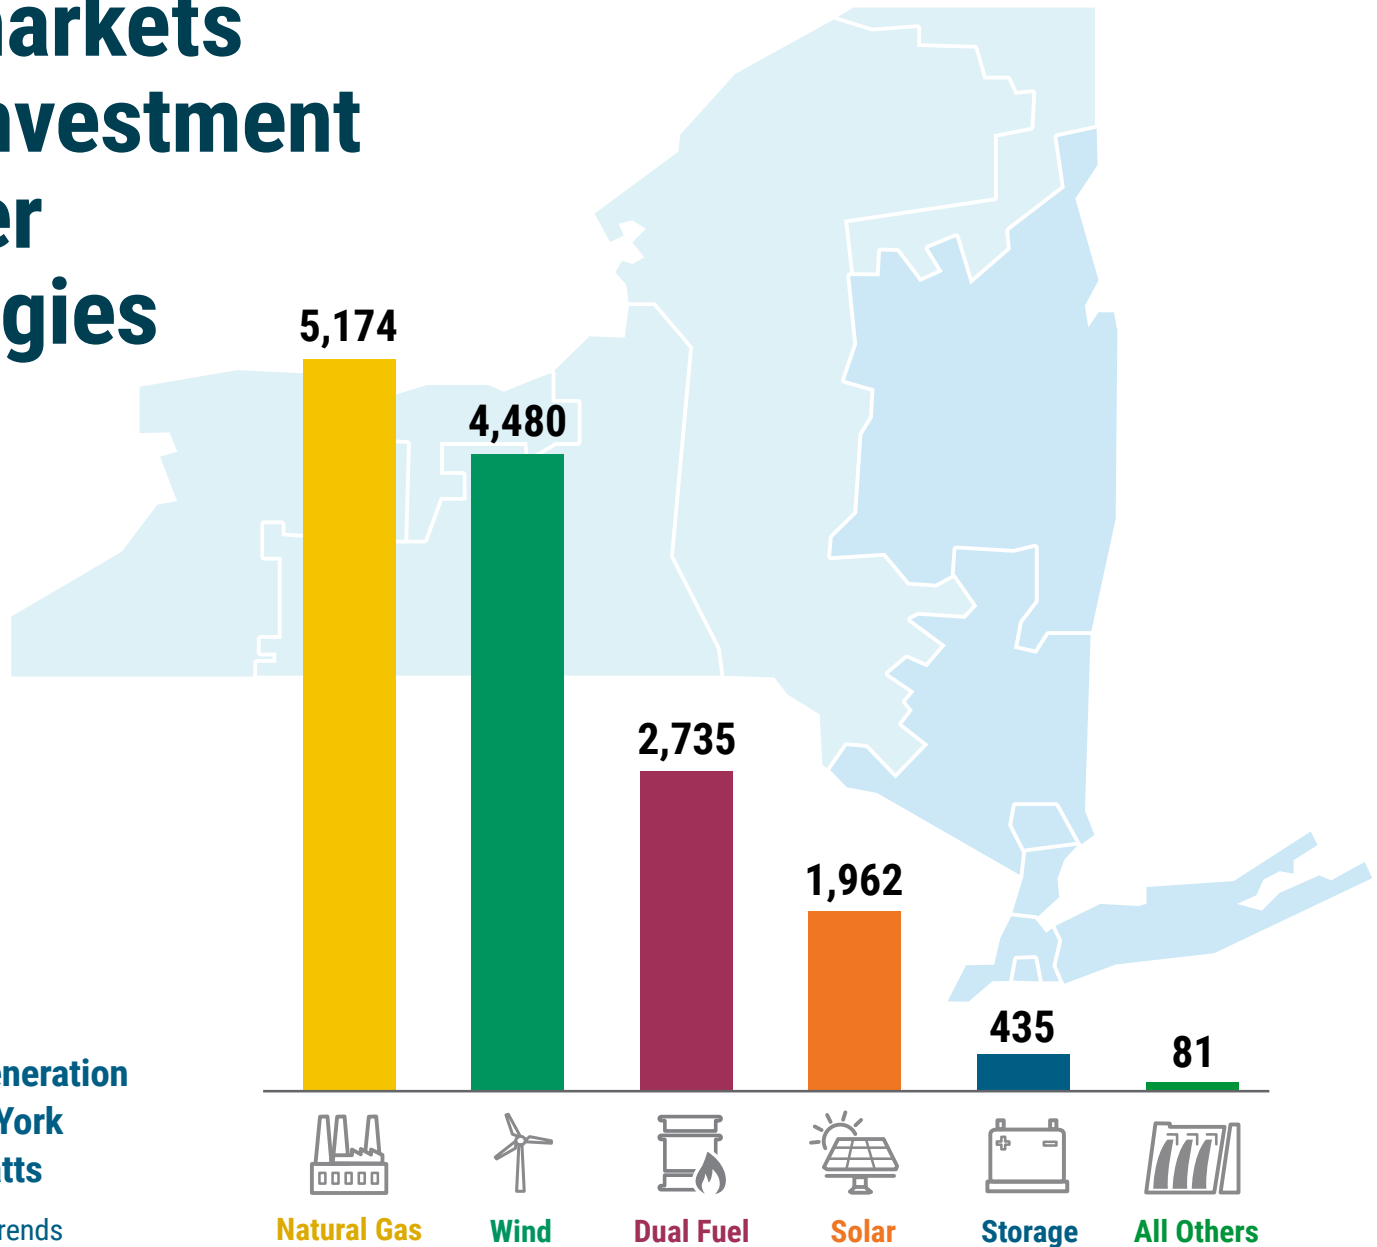 arkets
nvestment
er
gies
5,174
4,480
2,735
1,962
435
81
eneration
York
atts
rends
Natural Gas
Wind
Dual Fuel
Solar
Storage
All Others